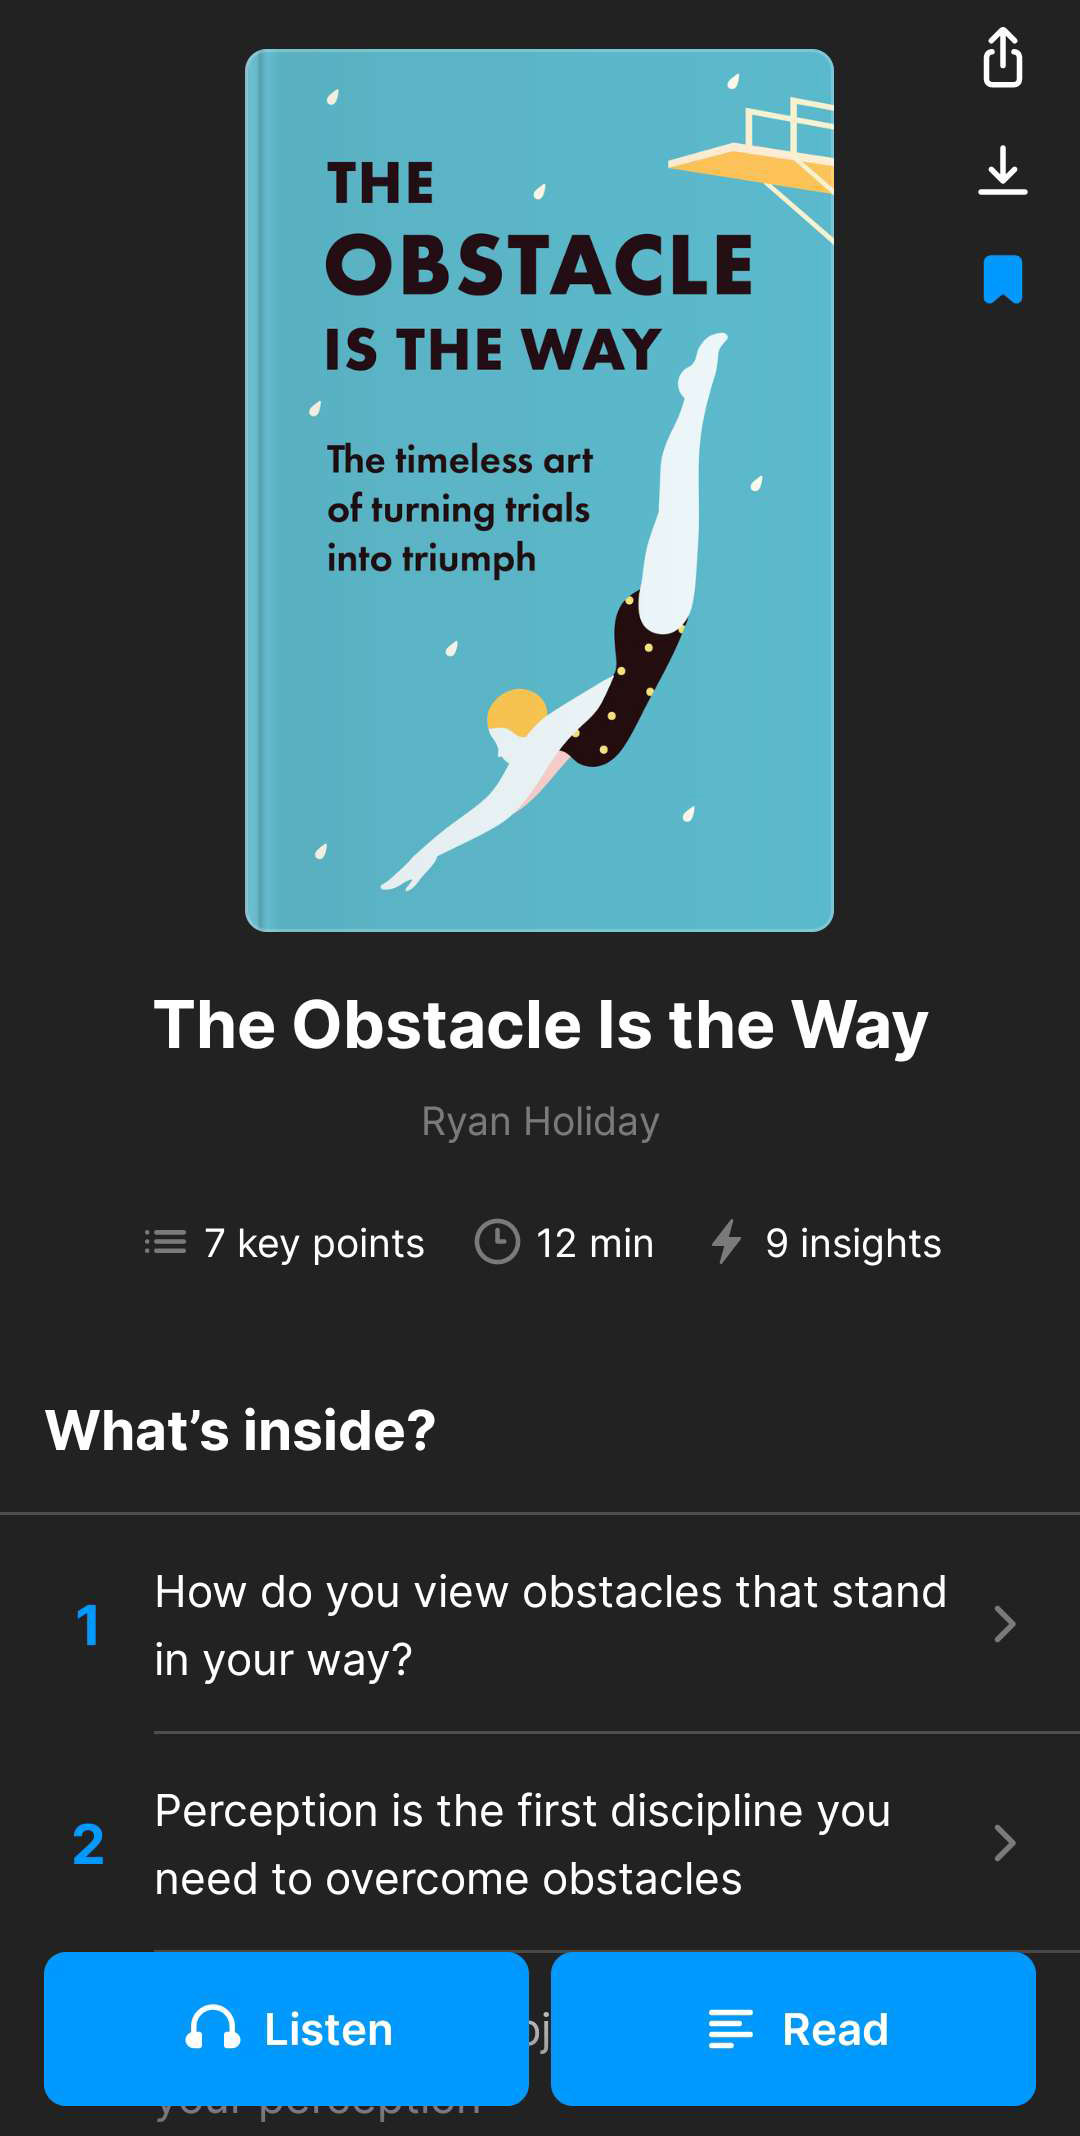 THE
OBSTACLE
IS THE WAY
The timeless art
of turning trials
into triumph
The Obstacle Is the Way
Ryan Holiday
7 key points 12 min 9 insights
What’s inside?
1 How do you view obstacles that stand
in your way?
2 Perception is the first discipline you
need to overcome obstacles
Listen Read
your perception